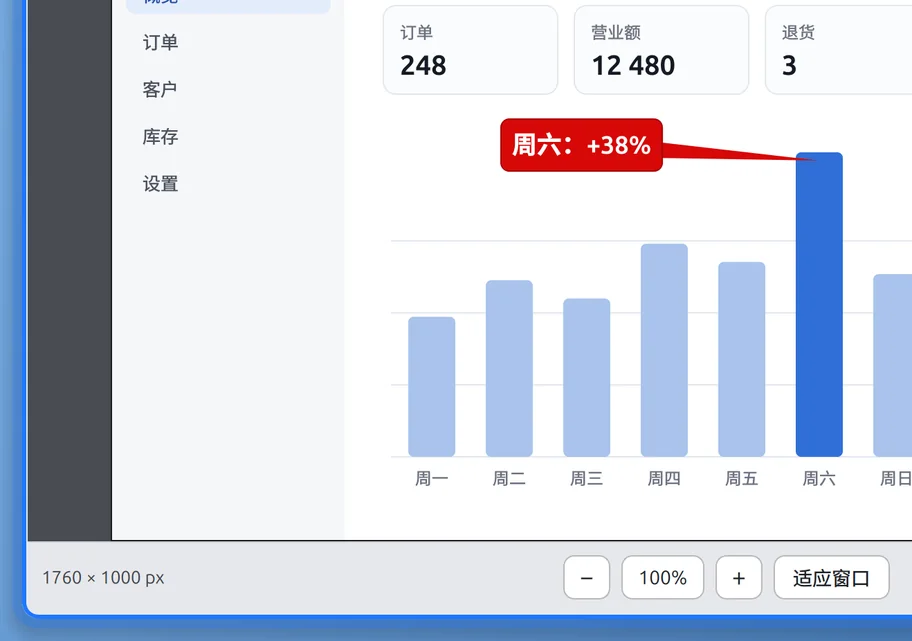 概览
订单
客户
库存
设置
订单
248
营业额
12 480
退货
3
周六：+38%
周一
周二
周三
周四
周五
周六
周日
1760 × 1000 px
−
100%
+
适应窗口